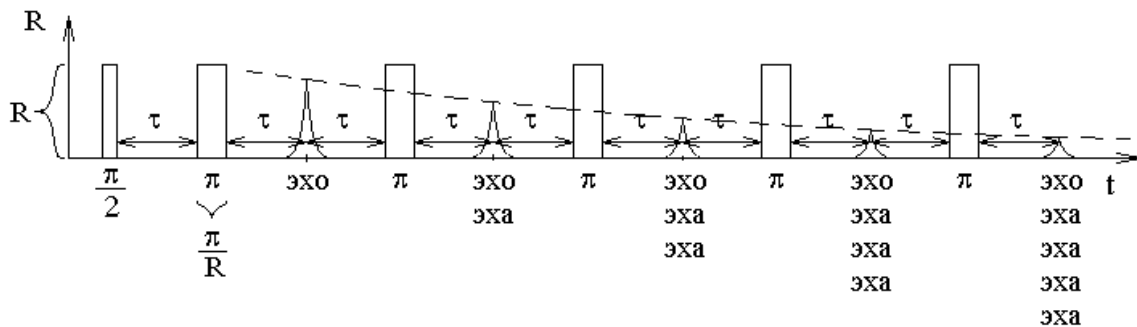 R
R
τ τ τ τ τ τ τ τ τ
π/2 π эхо π эхо π эхо π эхо π эхо t
π/R эха эха эха эха
эха эха эха
эха эха
эха